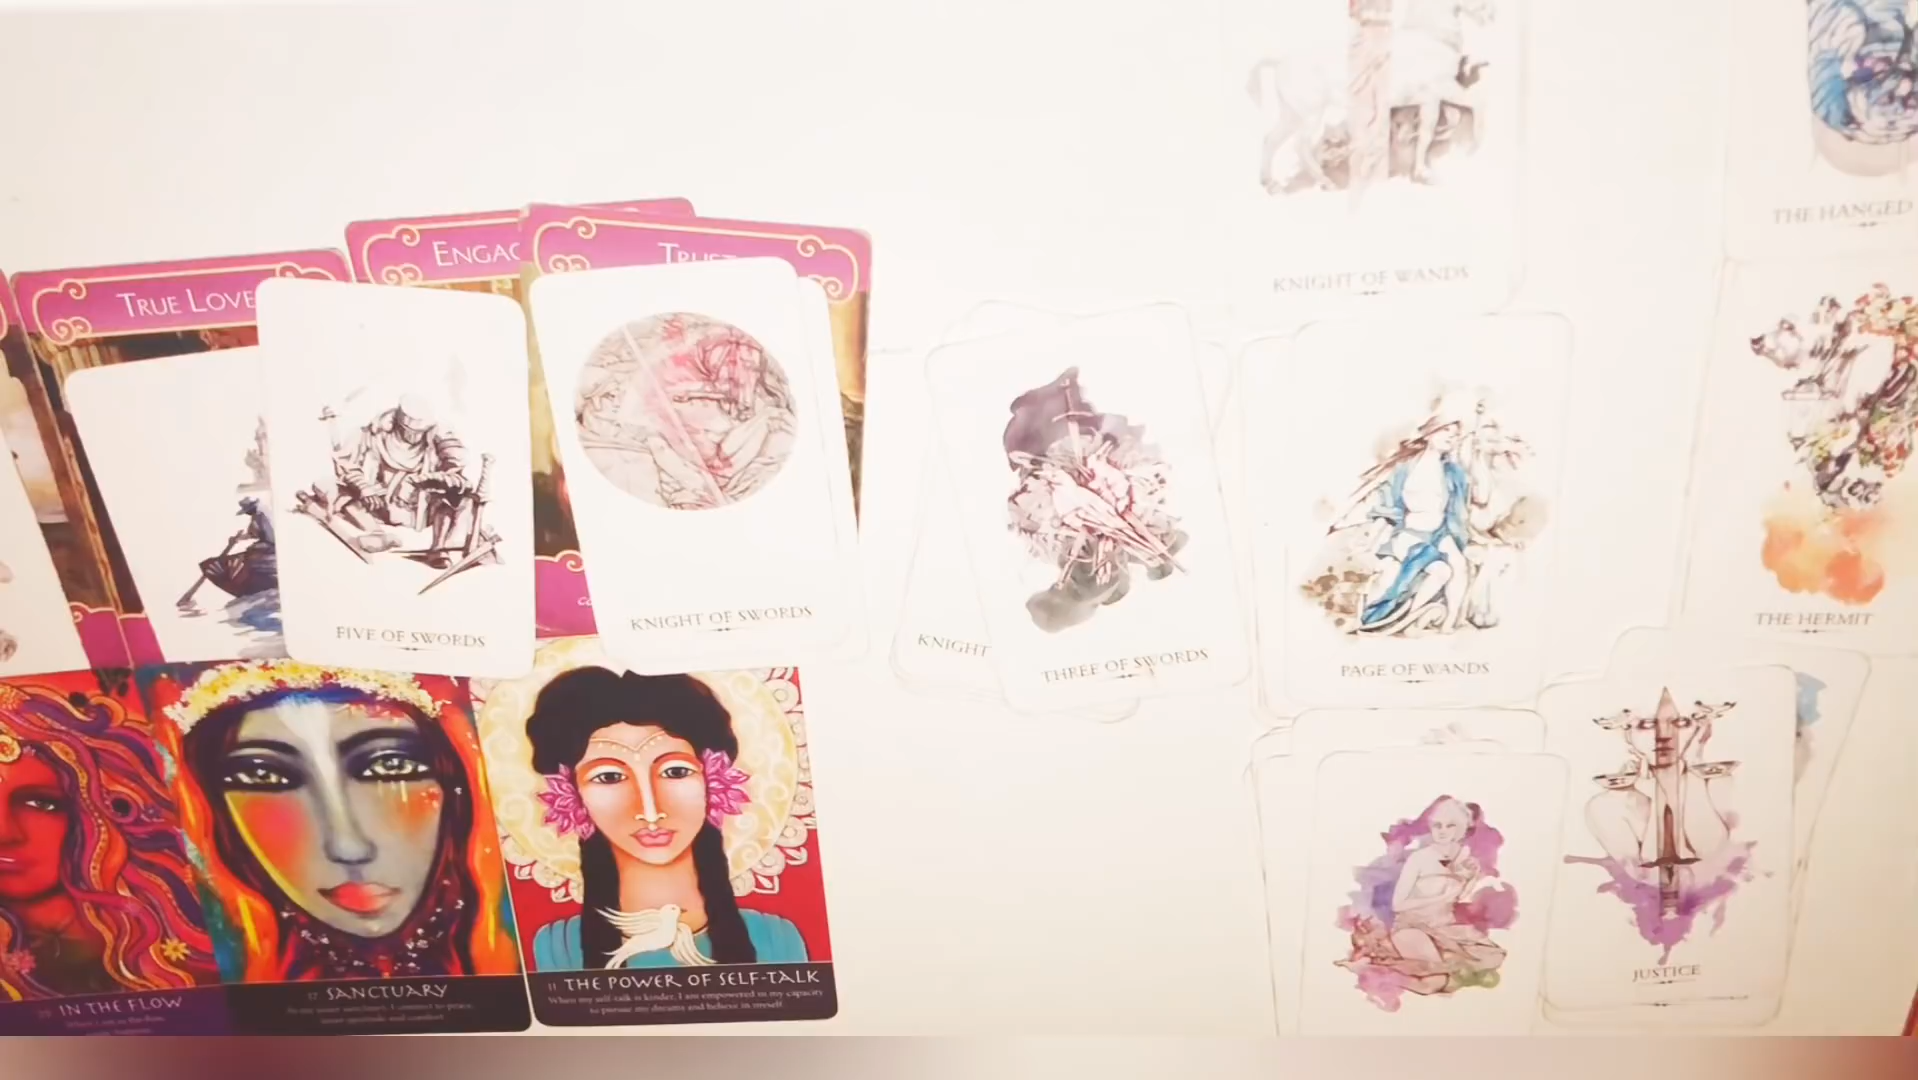 TRUE LOVE
ENGAG
TRUST
KNIGHT OF WANDS
THE HANGED
FIVE OF SWORDS
KNIGHT OF SWORDS
KNIGHT
THREE OF SWORDS
PAGE OF WANDS
THE HERMIT
JUSTICE
IN THE FLOW
SANCTUARY
11 THE POWER OF SELF-TALK
When my self-talk is kinder, I am empowered in my capacity
to pursue my dreams and believe in myself.